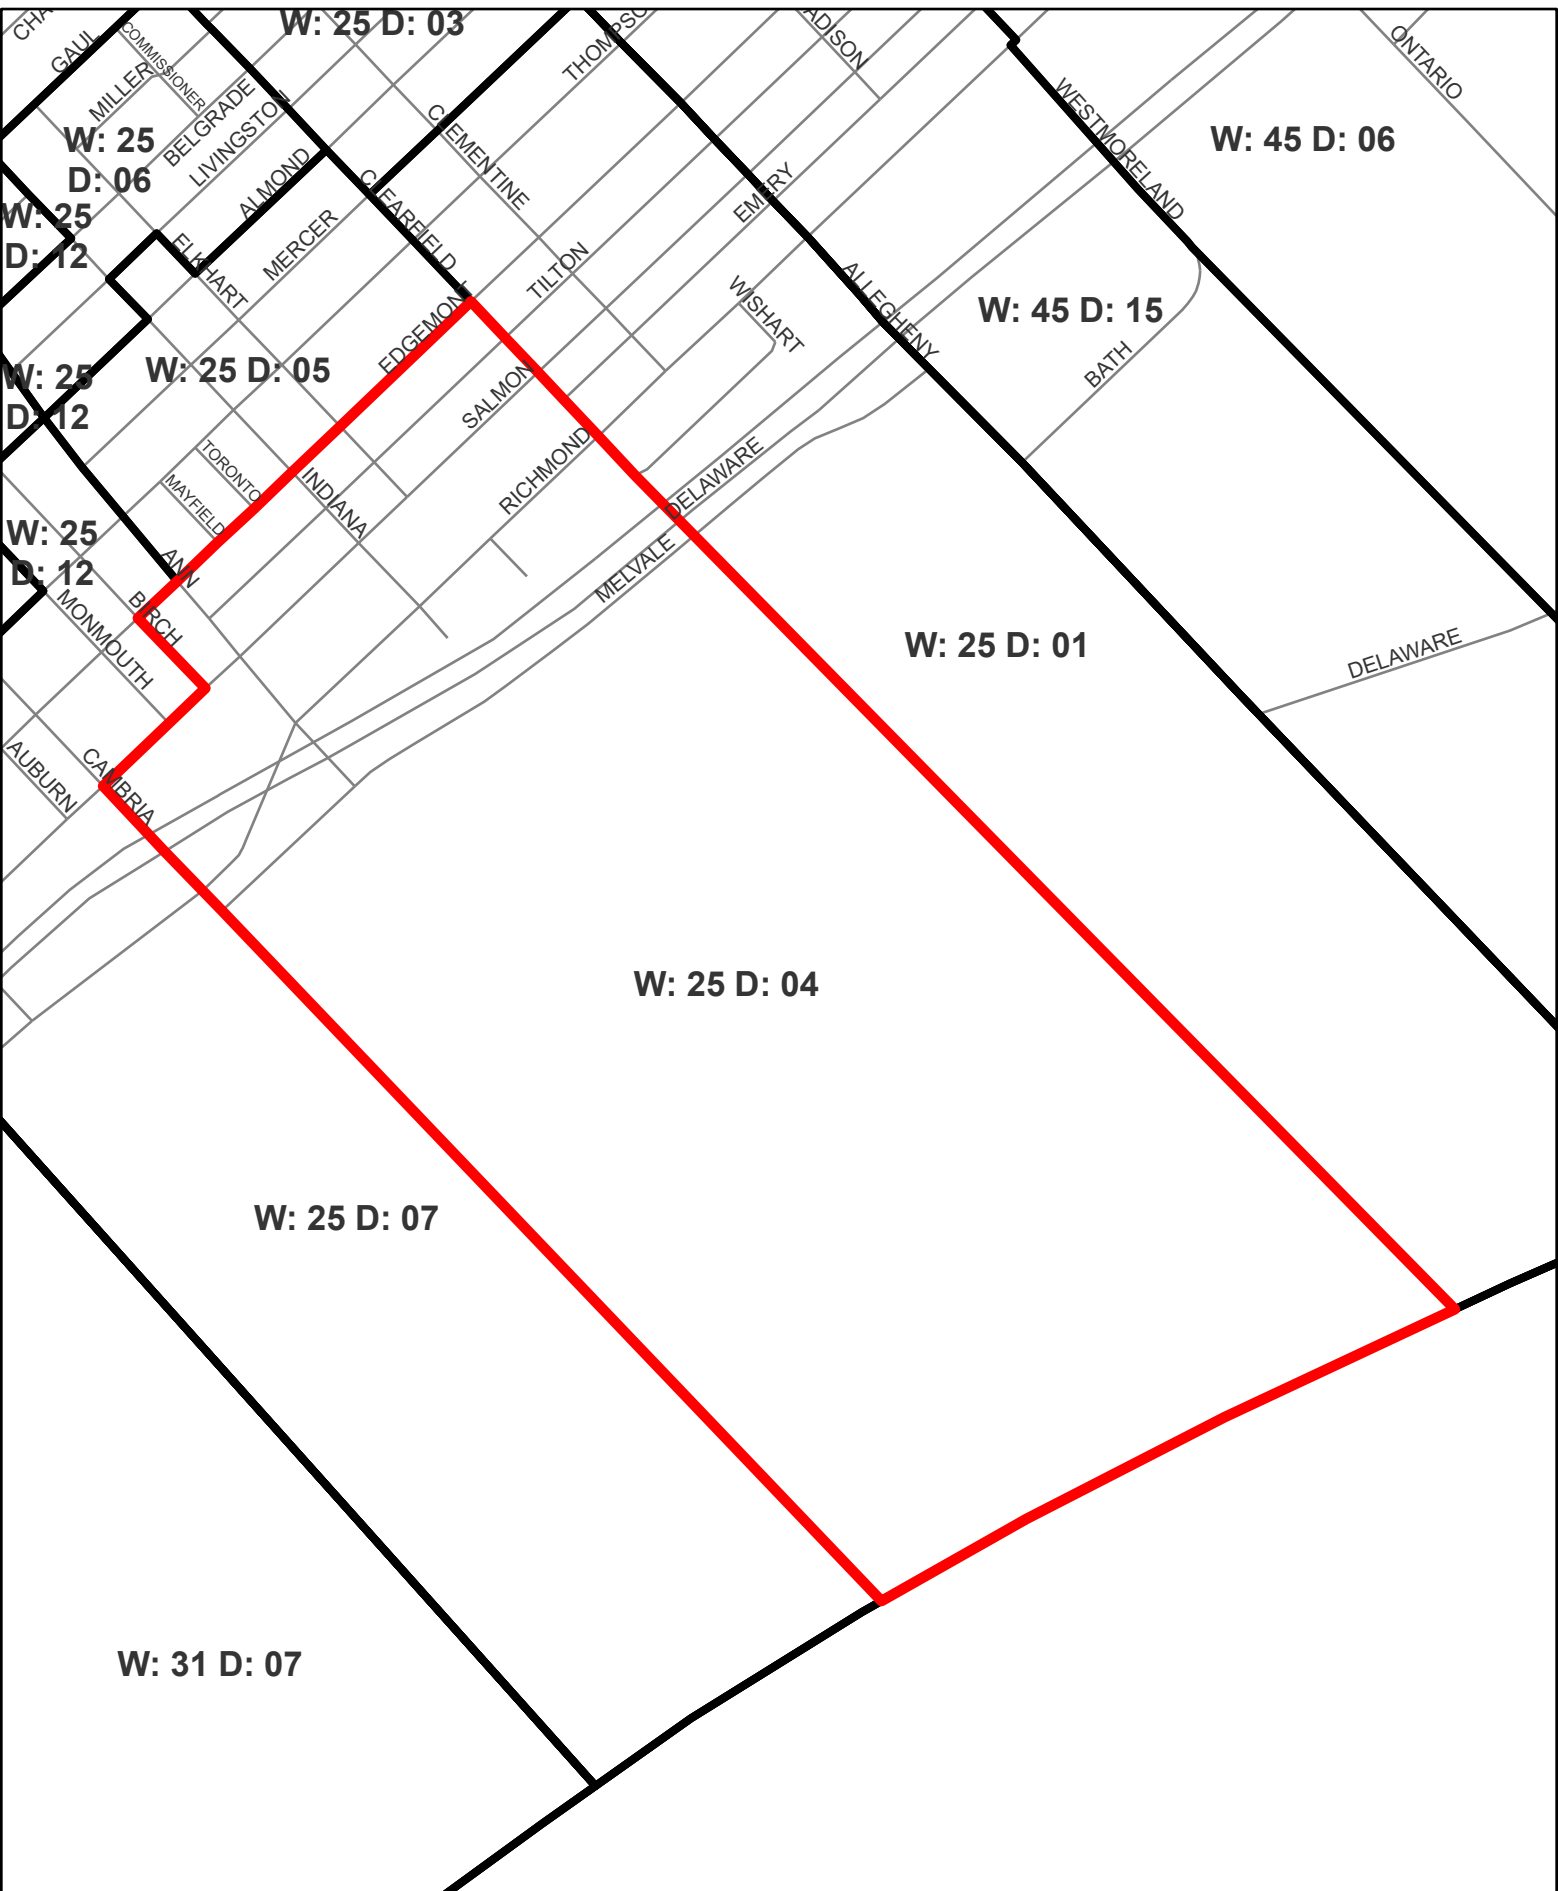 W: 25 D: 03
GAUL
COMMISSIONER
MILLER
BELGRADE
LIVINGSTON
ALMOND
MERCER
ELKHART
CLEARFIELD
CLEMENTINE
EMERY
TILTON
WISHART
WESTMORELAND
ONTARIO
W: 45 D: 06
W: 25
D: 06
W: 25
D: 12
W: 45 D: 15
ALLEGHENY
BATH
EDGEMONT
W: 25 D: 05
W: 25
D: 12
SALMON
RICHMOND
TORONTO
MAYFIELD
INDIANA
DELAWARE
MELVALE
W: 25
D: 12
ANN
BIRCH
MONMOUTH
W: 25 D: 01
DELAWARE
AUBURN
CAMBRIA
W: 25 D: 04
W: 25 D: 07
W: 31 D: 07